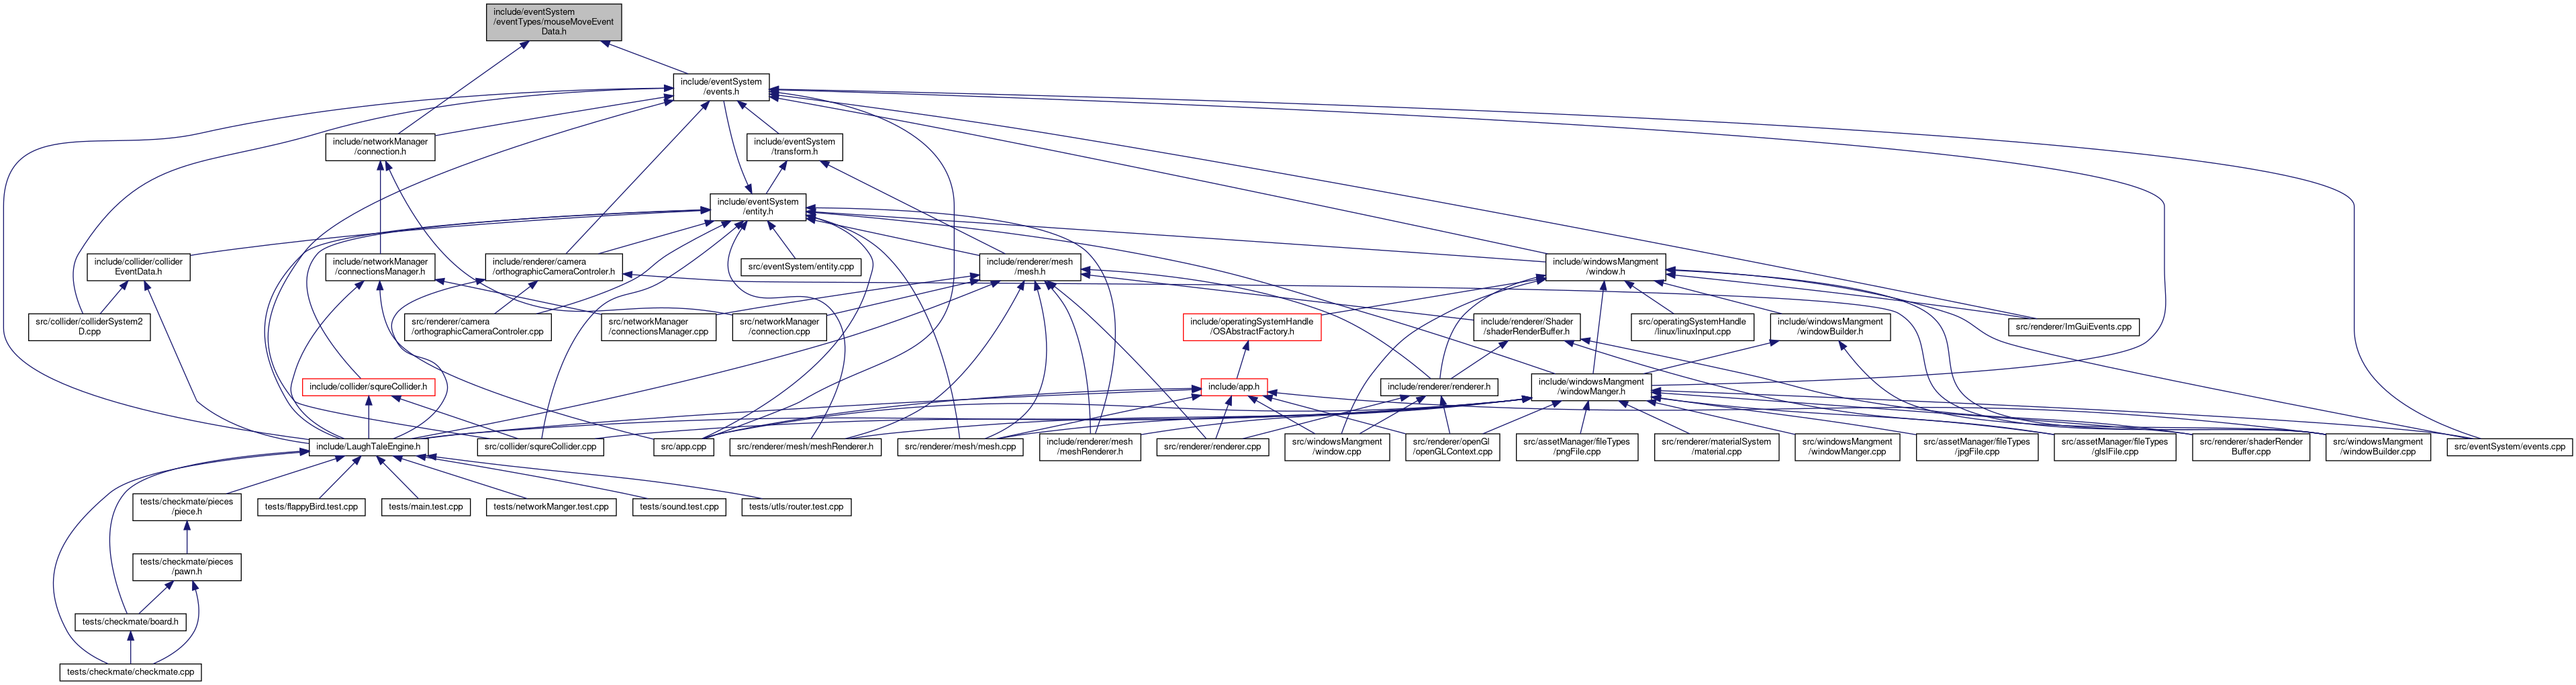 include/eventSystem
/eventTypes/mouseMoveEvent
Data.h
include/eventSystem
/events.h
include/networkManager
/connection.h
include/eventSystem
/transform.h
include/eventSystem
/entity.h
include/collider/collider
EventData.h
include/networkManager
/connectionsManager.h
include/renderer/camera
/orthographicCameraControler.h
src/eventSystem/entity.cpp
include/renderer/mesh
/mesh.h
include/windowsMangment
/window.h
src/collider/colliderSystem2
D.cpp
src/renderer/camera
/orthographicCameraControler.cpp
src/networkManager
/connectionsManager.cpp
src/networkManager
/connection.cpp
include/operatingSystemHandle
/OSAbstractFactory.h
include/renderer/Shader
/shaderRenderBuffer.h
src/operatingSystemHandle
/linux/linuxInput.cpp
include/windowsMangment
/windowBuilder.h
src/renderer/ImGuiEvents.cpp
include/collider/squreCollider.h
include/app.h
include/renderer/renderer.h
include/windowsMangment
/windowManger.h
include/LaughTaleEngine.h
src/collider/squreCollider.cpp
src/app.cpp
src/renderer/mesh/meshRenderer.h
src/renderer/mesh/mesh.cpp
include/renderer/mesh
/meshRenderer.h
src/renderer/renderer.cpp
src/windowsMangment
/window.cpp
src/renderer/openGl
/openGLContext.cpp
src/assetManager/fileTypes
/pngFile.cpp
src/renderer/materialSystem
/material.cpp
src/windowsMangment
/windowManger.cpp
src/assetManager/fileTypes
/jpgFile.cpp
src/assetManager/fileTypes
/glslFile.cpp
src/renderer/shaderRender
Buffer.cpp
src/windowsMangment
/windowBuilder.cpp
src/eventSystem/events.cpp
tests/checkmate/pieces
/piece.h
tests/flappyBird.test.cpp
tests/main.test.cpp
tests/networkManger.test.cpp
tests/sound.test.cpp
tests/utls/router.test.cpp
tests/checkmate/pieces
/pawn.h
tests/checkmate/board.h
tests/checkmate/checkmate.cpp